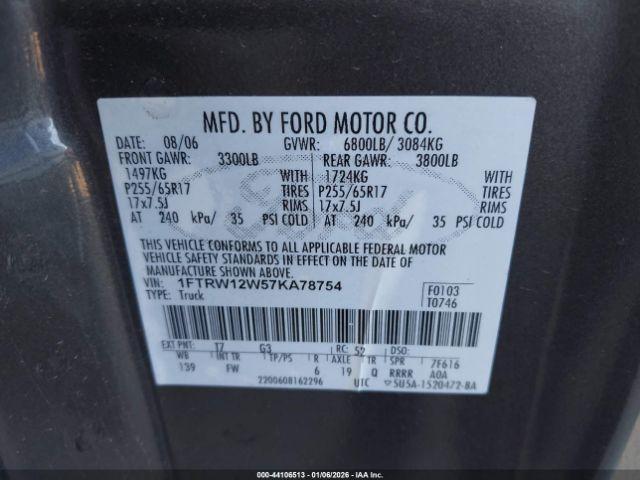 MFD. BY FORD MOTOR CO.
DATE: 08/06 GVWR: 6800LB/ 3084KG
FRONT GAWR: 3300LB REAR GAWR: 3800LB
1497KG WITH 1724KG WITH
P255/65R17 TIRES P255/65R17 TIRES
17x7.5J RIMS 17x7.5J RIMS
AT 240 kPa/ 35 PSI COLD AT 240 kPa/ 35 PSI COLD
THIS VEHICLE CONFORMS TO ALL APPLICABLE FEDERAL MOTOR
VEHICLE SAFETY STANDARDS IN EFFECT ON THE DATE OF
MANUFACTURE SHOWN ABOVE.
VIN: 1FTRW12W57KA78754 F0103
TYPE: Truck T0746
EXT PNT: T7 G3 RC: 52 DSO:
WB INT TR TP/PS R AXLE TR SPR 7F616
139 FW 6 19 Q RRRR A0A
2200608162296 UTC 5U5A-1520472-BA
000-44106513 - 01/06/2026 - IAA Inc.